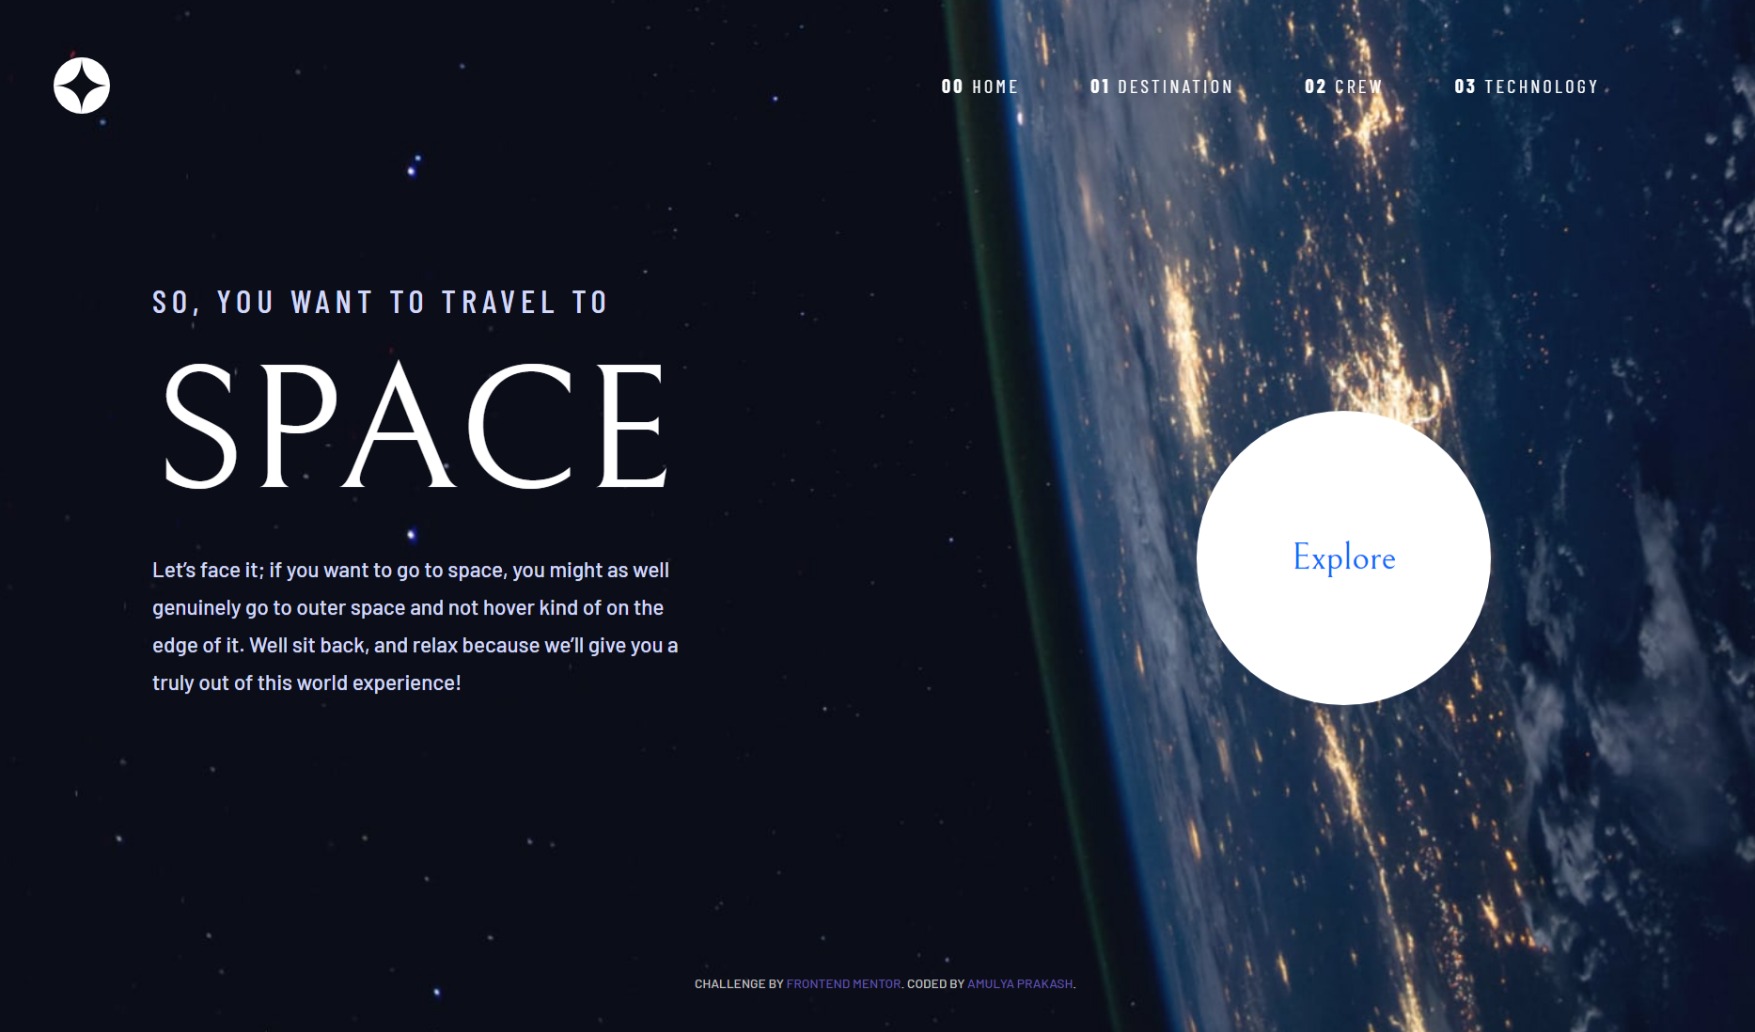 00 HOME 01 DESTINATION 02 CREW 03 TECHNOLOGY
SO, YOU WANT TO TRAVEL TO
SPACE
Let’s face it; if you want to go to space, you might as well
genuinely go to outer space and not hover kind of on the
edge of it. Well sit back, and relax because we’ll give you a
truly out of this world experience!
Explore
CHALLENGE BY FRONTEND MENTOR. CODED BY AMULYA PRAKASH.